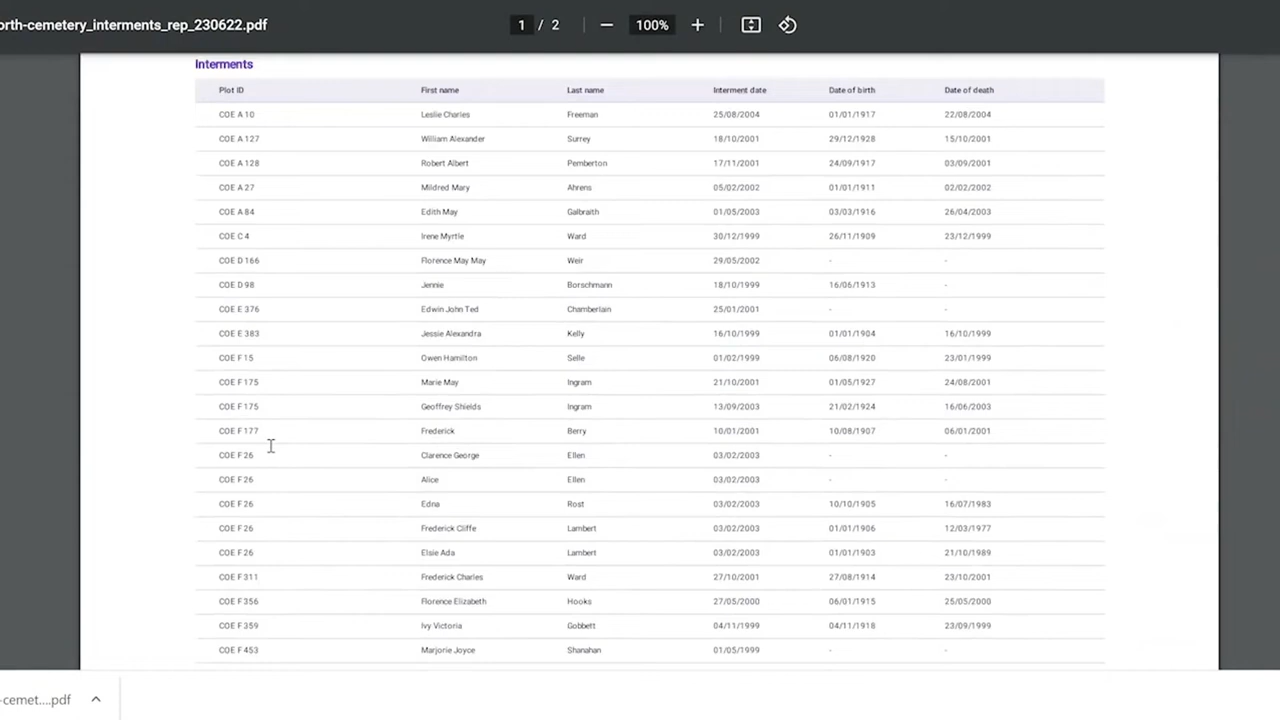 orth-cemetery_interments_rep_230622.pdf 1 / 2 100%
Interments
Plot ID First name Last name Interment date Date of birth Date of death
COE A 10 Leslie Charles Freeman 25/08/2004 01/01/1917 22/08/2004
COE A 127 William Alexander Surrey 18/10/2001 29/12/1928 15/10/2001
COE A 128 Robert Albert Pemberton 17/11/2001 24/09/1917 03/09/2001
COE A 27 Mildred Mary Ahrens 05/02/2002 01/01/1911 02/02/2002
COE A 84 Edith May Galbraith 01/05/2003 03/03/1916 26/04/2003
COE C 4 Irene Myrtle Ward 30/12/1999 26/11/1909 23/12/1999
COE D 166 Florence May May Weir 29/05/2002 - -
COE D 98 Jennie Borschmann 18/10/1999 16/06/1913 -
COE E 376 Edwin John Ted Chamberlain 25/01/2001 - -
COE E 383 Jessie Alexandra Kelly 16/10/1999 01/01/1904 16/10/1999
COE F 15 Owen Hamilton Selle 01/02/1999 06/08/1920 23/01/1999
COE F 175 Marie May Ingram 21/10/2001 01/05/1927 24/08/2001
COE F 175 Geoffrey Shields Ingram 13/09/2003 21/02/1924 16/06/2003
COE F 177 Frederick Berry 10/01/2001 10/08/1907 06/01/2001
COE F 26 Clarence George Ellen 03/02/2003 - -
COE F 26 Alice Ellen 03/02/2003 - -
COE F 26 Edna Rost 03/02/2003 10/10/1905 16/07/1983
COE F 26 Frederick Cliffe Lambert 03/02/2003 01/01/1906 12/03/1977
COE F 26 Elsie Ada Lambert 03/02/2003 01/01/1903 21/10/1989
COE F 311 Frederick Charles Ward 27/10/2001 27/08/1914 23/10/2001
COE F 356 Florence Elizabeth Hooks 27/05/2000 06/01/1915 25/05/2000
COE F 359 Ivy Victoria Gobbett 04/11/1999 04/11/1918 23/09/1999
COE F 453 Marjorie Joyce Shanahan 01/05/1999 - -
-cemet....pdf